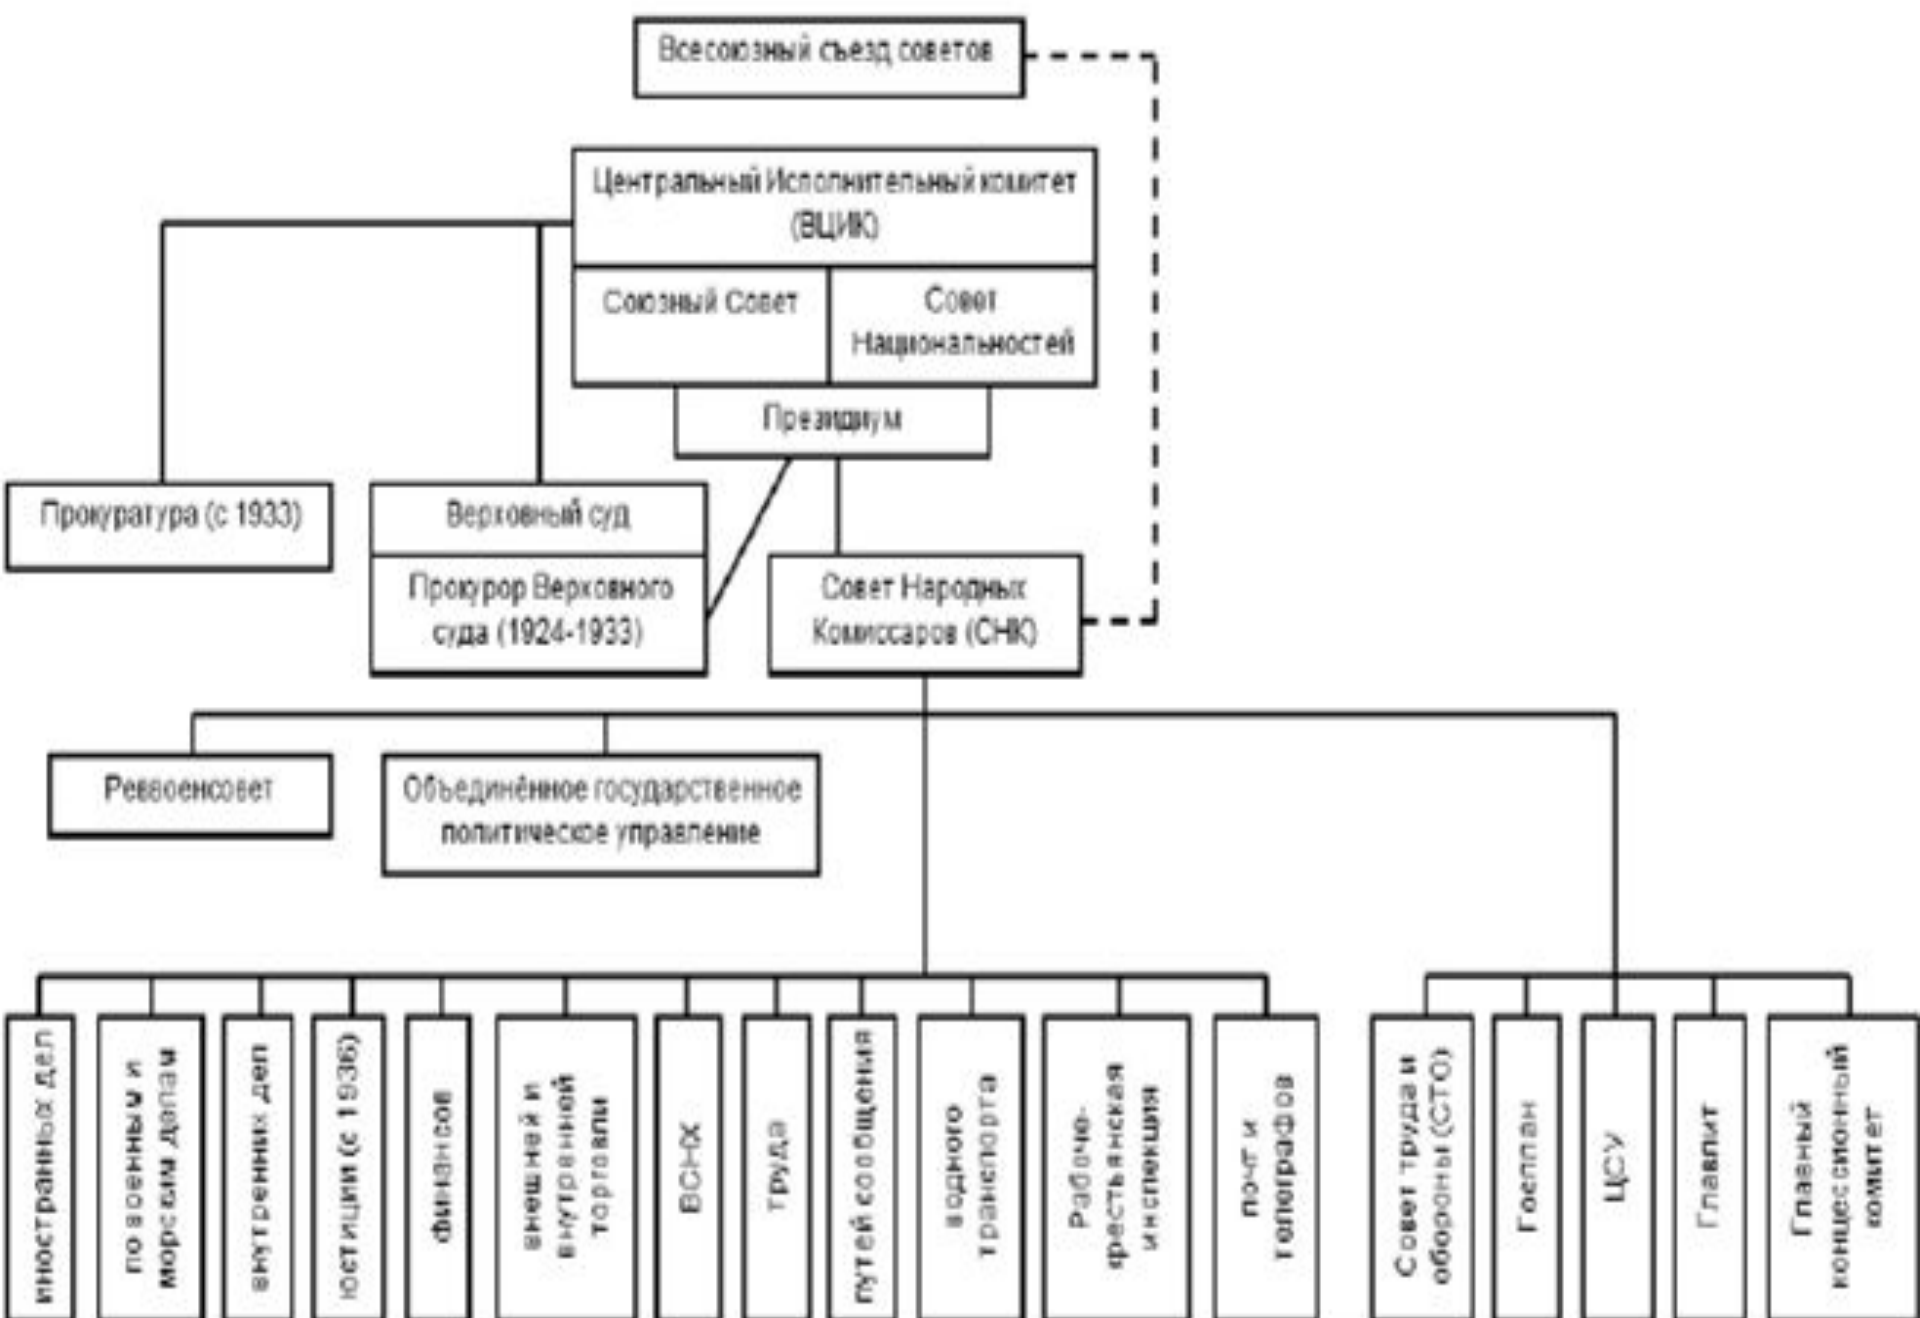 Всесоюзный съезд советов
Центральный Исполнительный комитет
(ВЦИК)
Союзный Совет
Совет
Национальностей
Президиум
Прокуратура (с 1933)
Верховный суд
Прокурор Верховного
суда (1924-1933)
Совет Народных
Комиссаров (СНК)
Реввоенсовет
Объединённое государственное
политическое управление
иностранных дел
по военным и
морским делам
внутренних дел
юстиции (с 1936)
финансов
внешней и
внутренней
торговли
ВСНХ
труда
путей сообщения
водного
транспорта
Рабоче-
крестьянская
инспекция
почт и
телеграфов
Совет труда и
обороны (СТО)
Госплан
ЦСУ
Главлит
Главный
концессионный
комитет